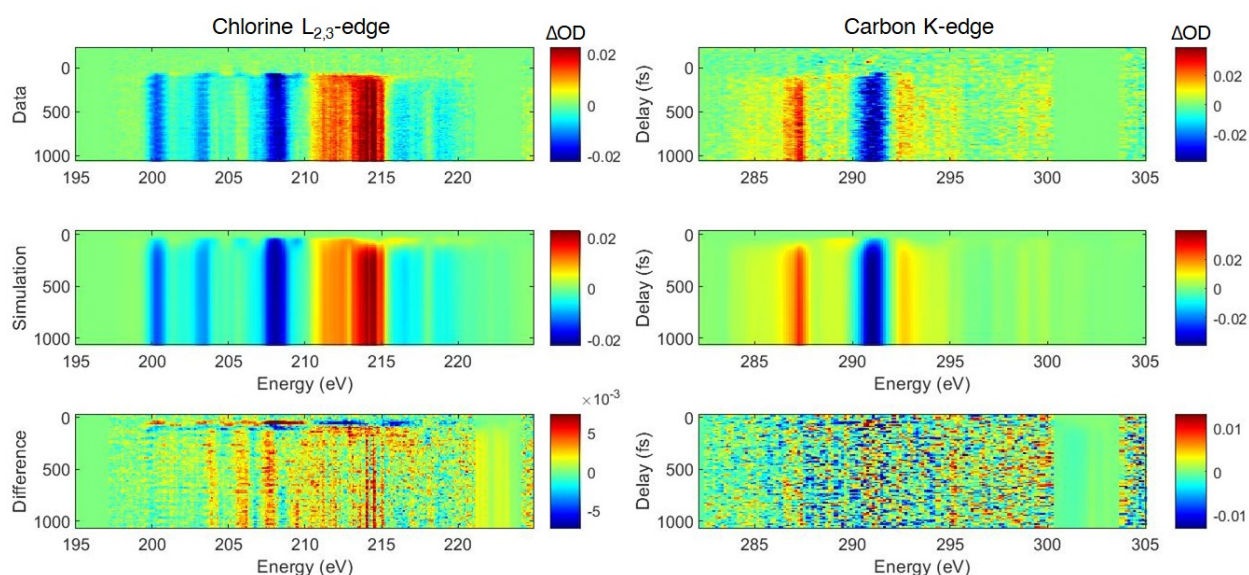 Chlorine L2,3-edge
ΔOD
Carbon K-edge
ΔOD
Data
0
500
1000
195 200 205 210 215 220
0.02
0
-0.02
Delay (fs)
0
500
1000
285 290 295 300 305
0.02
0
-0.02
Simulation
0
500
1000
195 200 205 210 215 220
Energy (eV)
0.02
0
-0.02
Delay (fs)
0
500
1000
285 290 295 300 305
Energy (eV)
0.02
0
-0.02
Difference
0
500
1000
195 200 205 210 215 220
Energy (eV)
× 10-3
5
0
-5
Delay (fs)
0
500
1000
285 290 295 300 305
Energy (eV)
0.01
0
-0.01